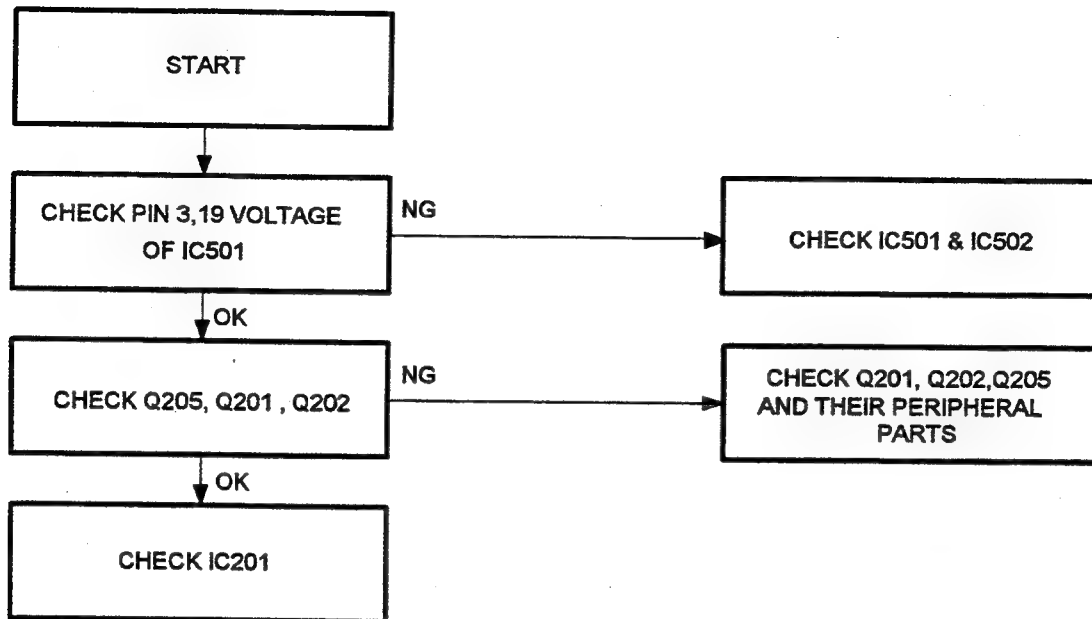 START
CHECK PIN 3,19 VOLTAGE
OF IC501
NG
CHECK IC501 & IC502
OK
CHECK Q205, Q201 , Q202
NG
CHECK Q201, Q202,Q205
AND THEIR PERIPHERAL
PARTS
OK
CHECK IC201